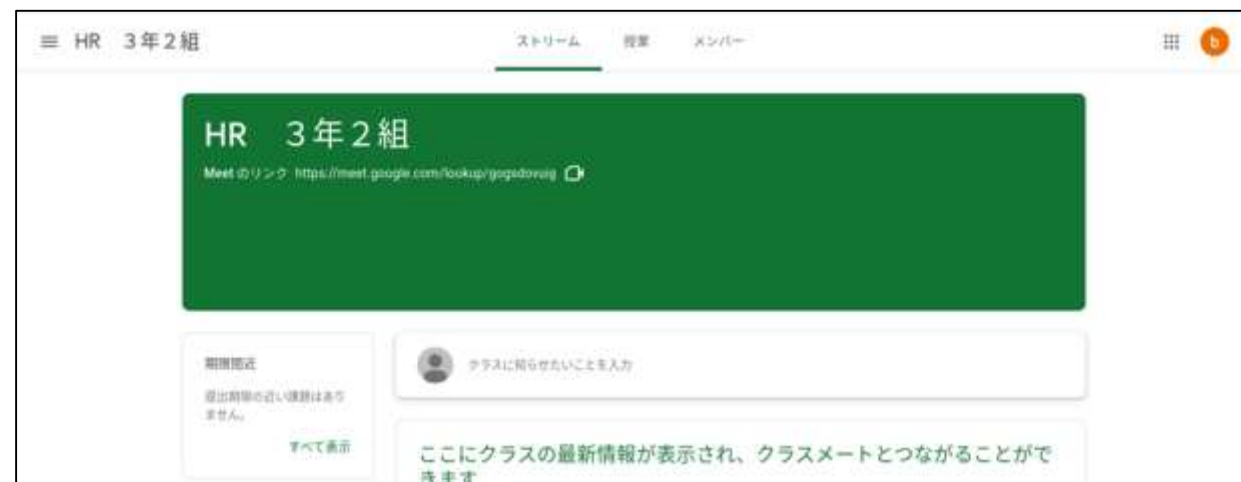 HR　３年２組
ストリーム　授業　メンバー
b
HR　３年２組
Meet のリンク https://meet.google.com/lookup/gogsdovuig
期限間近
提出期限の近い課題はあり
ません。
すべて表示
クラスに知らせたいことを入力
ここにクラスの最新情報が表示され、クラスメートとつながることがで
きます